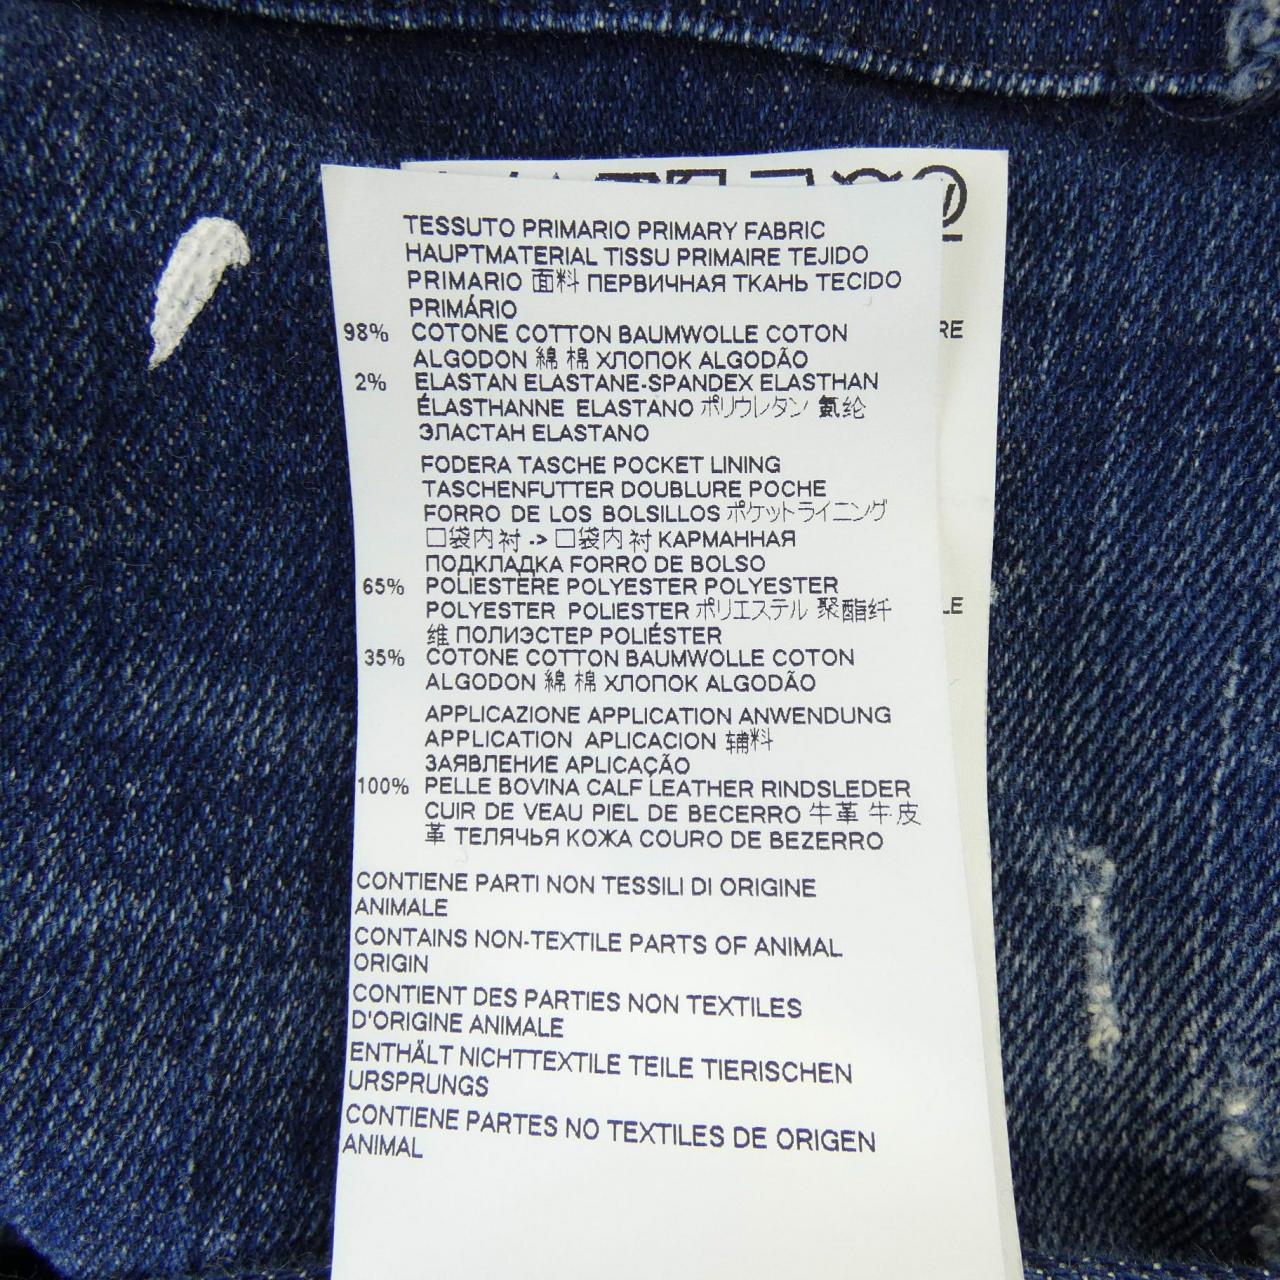 TESSUTO PRIMARIO PRIMARY FABRIC
HAUPTMATERIAL TISSU PRIMAIRE TEJIDO
PRIMARIO 面料 ПЕРВИЧНАЯ ТКАНЬ TECIDO
PRIMÁRIO
98% COTONE COTTON BAUMWOLLE COTON
ALGODON 綿 棉 ХЛОПОК ALGODÃO
2% ELASTAN ELASTANE-SPANDEX ELASTHAN
ÉLASTHANNE ELASTANO ポリウレタン 氨纶
ЭЛАСТАН ELASTANO
FODERA TASCHE POCKET LINING
TASCHENFUTTER DOUBLURE POCHE
FORRO DE LOS BOLSILLOS ポケットライニング
口袋内衬 -> 口袋内衬 КАРМАННАЯ
ПОДКЛАДКА FORRO DE BOLSO
65% POLIESTERE POLYESTER POLYESTER
POLYESTER POLIESTER ポリエステル 聚酯纤
维 ПОЛИЭСТЕР POLIÉSTER
35% COTONE COTTON BAUMWOLLE COTON
ALGODON 綿 棉 ХЛОПОК ALGODÃO
APPLICAZIONE APPLICATION ANWENDUNG
APPLICATION APLICACION 辅料
ЗАЯВЛЕНИЕ APLICAÇÃO
100% PELLE BOVINA CALF LEATHER RINDSLEDER
CUIR DE VEAU PIEL DE BECERRO 牛革 牛皮
革 ТЕЛЯЧЬЯ КОЖА COURO DE BEZERRO
CONTIENE PARTI NON TESSILI DI ORIGINE
ANIMALE
CONTAINS NON-TEXTILE PARTS OF ANIMAL
ORIGIN
CONTIENT DES PARTIES NON TEXTILES
D'ORIGINE ANIMALE
ENTHÄLT NICHTTEXTILE TEILE TIERISCHEN
URSPRUNGS
CONTIENE PARTES NO TEXTILES DE ORIGEN
ANIMAL
RE
LE